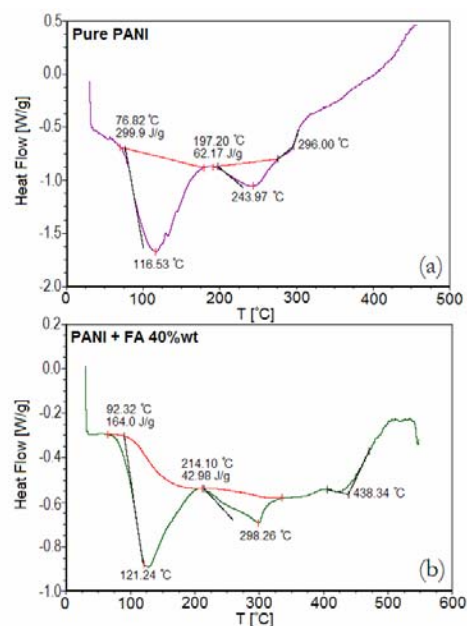 Pure PANI
0.5
0.0
-0.5
-1.0
-1.5
-2.0
Heat Flow [W/g]
76.82 °C
299.9 J/g
197.20 °C
62.17 J/g
296.00 °C
243.97 °C
116.53 °C
(a)
0 100 200 300 400 500
T [°C]
PANI + FA 40%wt
0.2
0.0
-0.2
-0.4
-0.6
-0.8
-1.0
Heat Flow [W/g]
92.32 °C
164.0 J/g
214.10 °C
42.98 J/g
438.34 °C
298.26 °C
121.24 °C
(b)
0 100 200 300 400 500 600
T [°C]